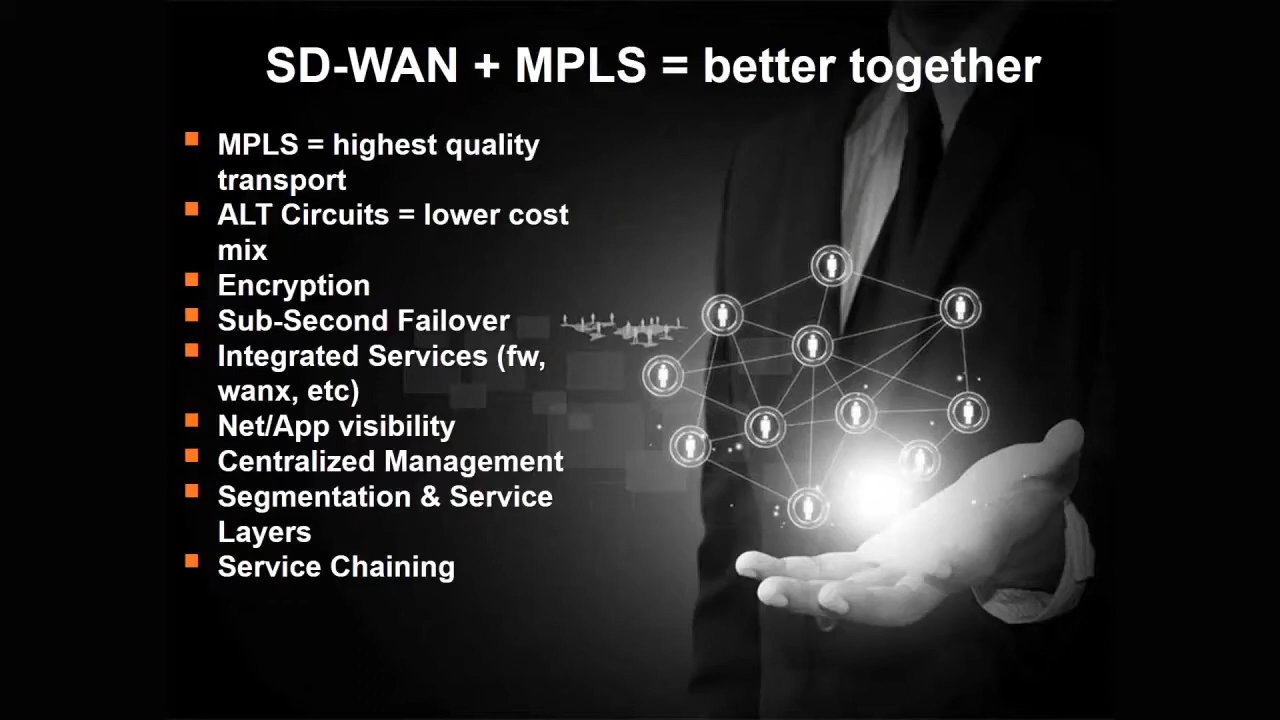 SD-WAN + MPLS = better together
MPLS = highest quality
transport
ALT Circuits = lower cost
mix
Encryption
Sub-Second Failover
Integrated Services (fw,
wanx, etc)
Net/App visibility
Centralized Management
Segmentation & Service
Layers
Service Chaining